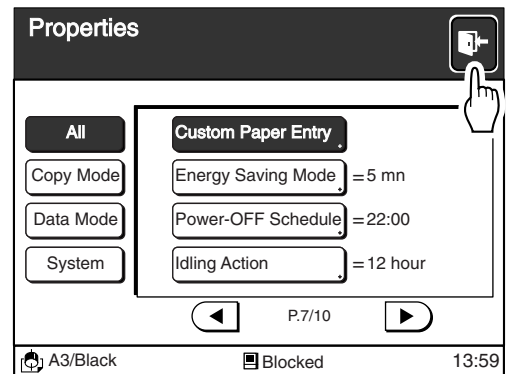 Properties
All
Custom Paper Entry
Copy Mode
Energy Saving Mode =5 mn
Data Mode
Power-OFF Schedule =22:00
System
Idling Action =12 hour
P.7/10
A3/Black Blocked 13:59